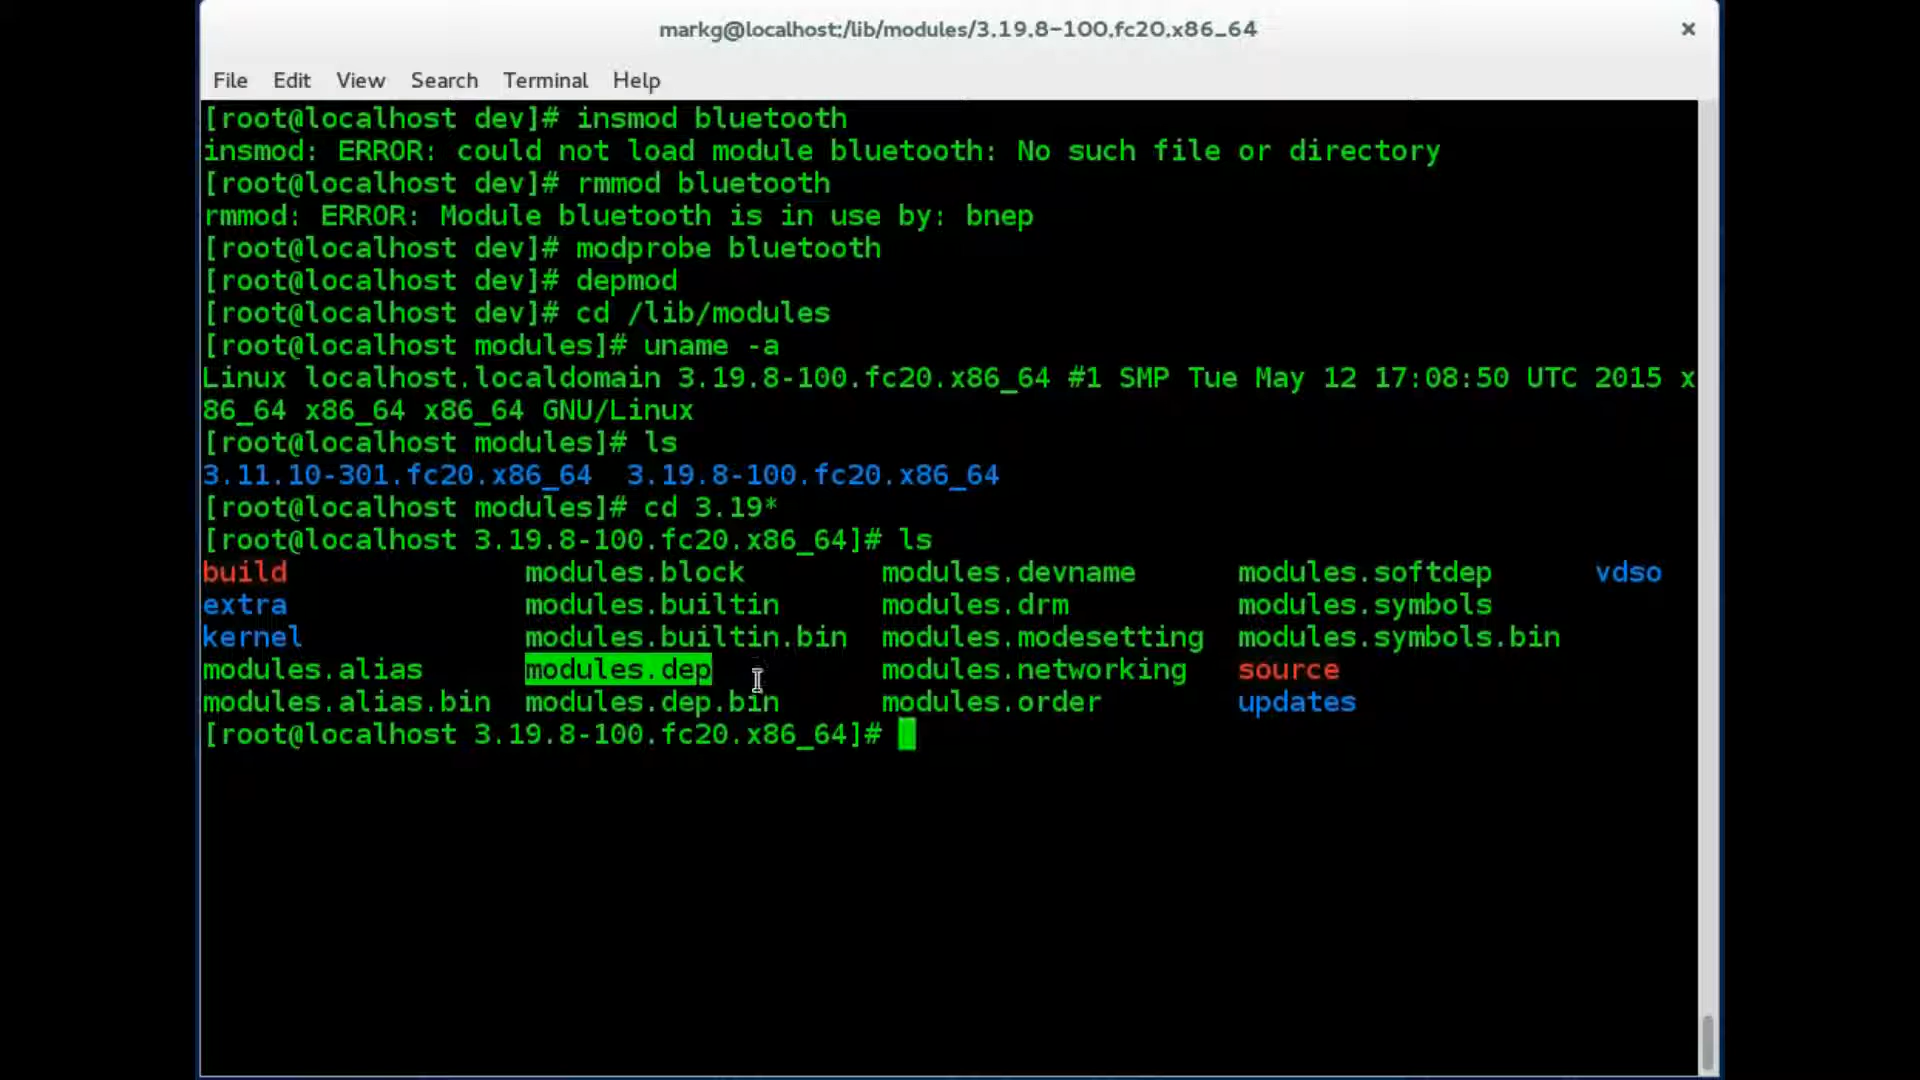 markg@localhost:/lib/modules/3.19.8-100.fc20.x86_64
File Edit View Search Terminal Help
[root@localhost dev]# insmod bluetooth
insmod: ERROR: could not load module bluetooth: No such file or directory
[root@localhost dev]# rmmod bluetooth
rmmod: ERROR: Module bluetooth is in use by: bnep
[root@localhost dev]# modprobe bluetooth
[root@localhost dev]# depmod
[root@localhost dev]# cd /lib/modules
[root@localhost modules]# uname -a
Linux localhost.localdomain 3.19.8-100.fc20.x86_64 #1 SMP Tue May 12 17:08:50 UTC 2015 x
86_64 x86_64 x86_64 GNU/Linux
[root@localhost modules]# ls
3.11.10-301.fc20.x86_64 3.19.8-100.fc20.x86_64
[root@localhost modules]# cd 3.19*
[root@localhost 3.19.8-100.fc20.x86_64]# ls
build modules.block modules.devname modules.softdep vdso
extra modules.builtin modules.drm modules.symbols
kernel modules.builtin.bin modules.modesetting modules.symbols.bin
modules.alias modules.dep modules.networking source
modules.alias.bin modules.dep.bin modules.order updates
[root@localhost 3.19.8-100.fc20.x86_64]#